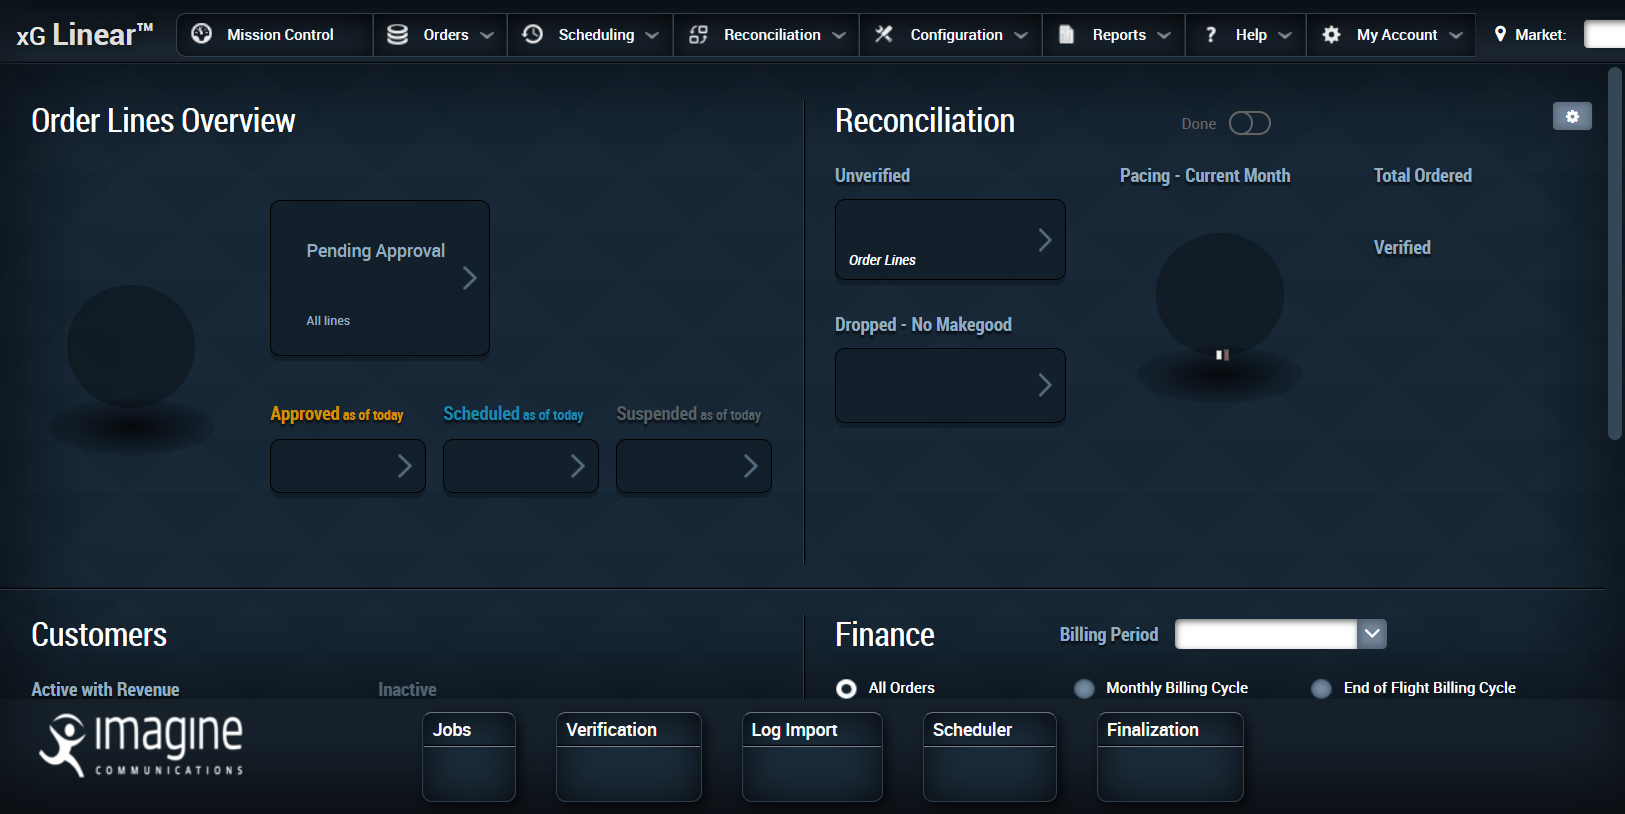 xG Linear™
Mission Control
Orders
Scheduling
Reconciliation
Configuration
Reports
? Help
My Account
Market:
Order Lines Overview
Pending Approval
All lines
Approved as of today
Scheduled as of today
Suspended as of today
Reconciliation
Done
Unverified
Order Lines
Dropped - No Makegood
Pacing - Current Month
Total Ordered
Verified
Customers
Active with Revenue
Inactive
Finance
Billing Period
All Orders
Monthly Billing Cycle
End of Flight Billing Cycle
imagine
COMMUNICATIONS
Jobs
Verification
Log Import
Scheduler
Finalization